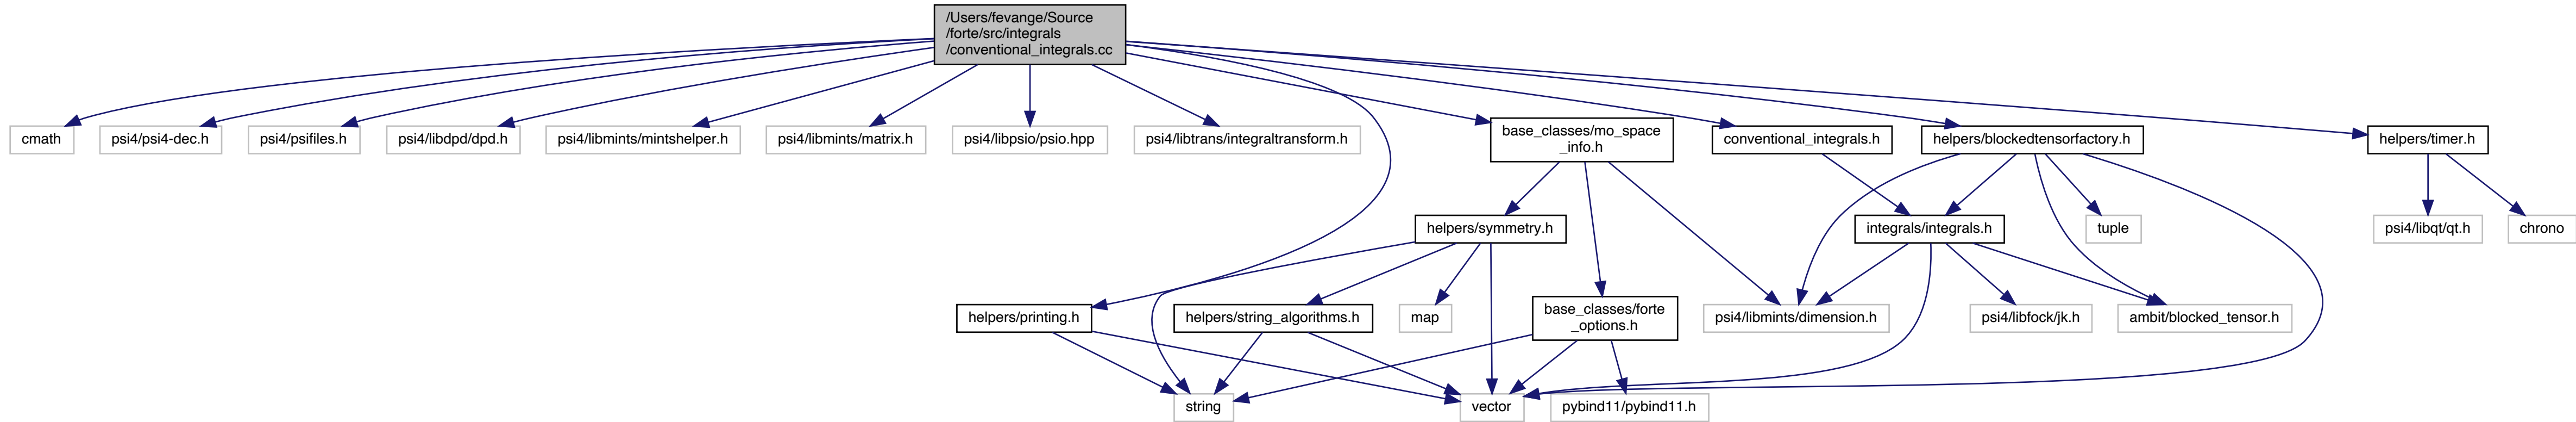 /Users/fevange/Source
/forte/src/integrals
/conventional_integrals.cc
cmath
psi4/psi4-dec.h
psi4/psifiles.h
psi4/libdpd/dpd.h
psi4/libmints/mintshelper.h
psi4/libmints/matrix.h
psi4/libpsio/psio.hpp
psi4/libtrans/integraltransform.h
base_classes/mo_space
_info.h
conventional_integrals.h
helpers/blockedtensorfactory.h
helpers/timer.h
helpers/symmetry.h
integrals/integrals.h
tuple
psi4/libqt/qt.h
chrono
helpers/printing.h
helpers/string_algorithms.h
map
base_classes/forte
_options.h
psi4/libmints/dimension.h
psi4/libfock/jk.h
ambit/blocked_tensor.h
string
vector
pybind11/pybind11.h